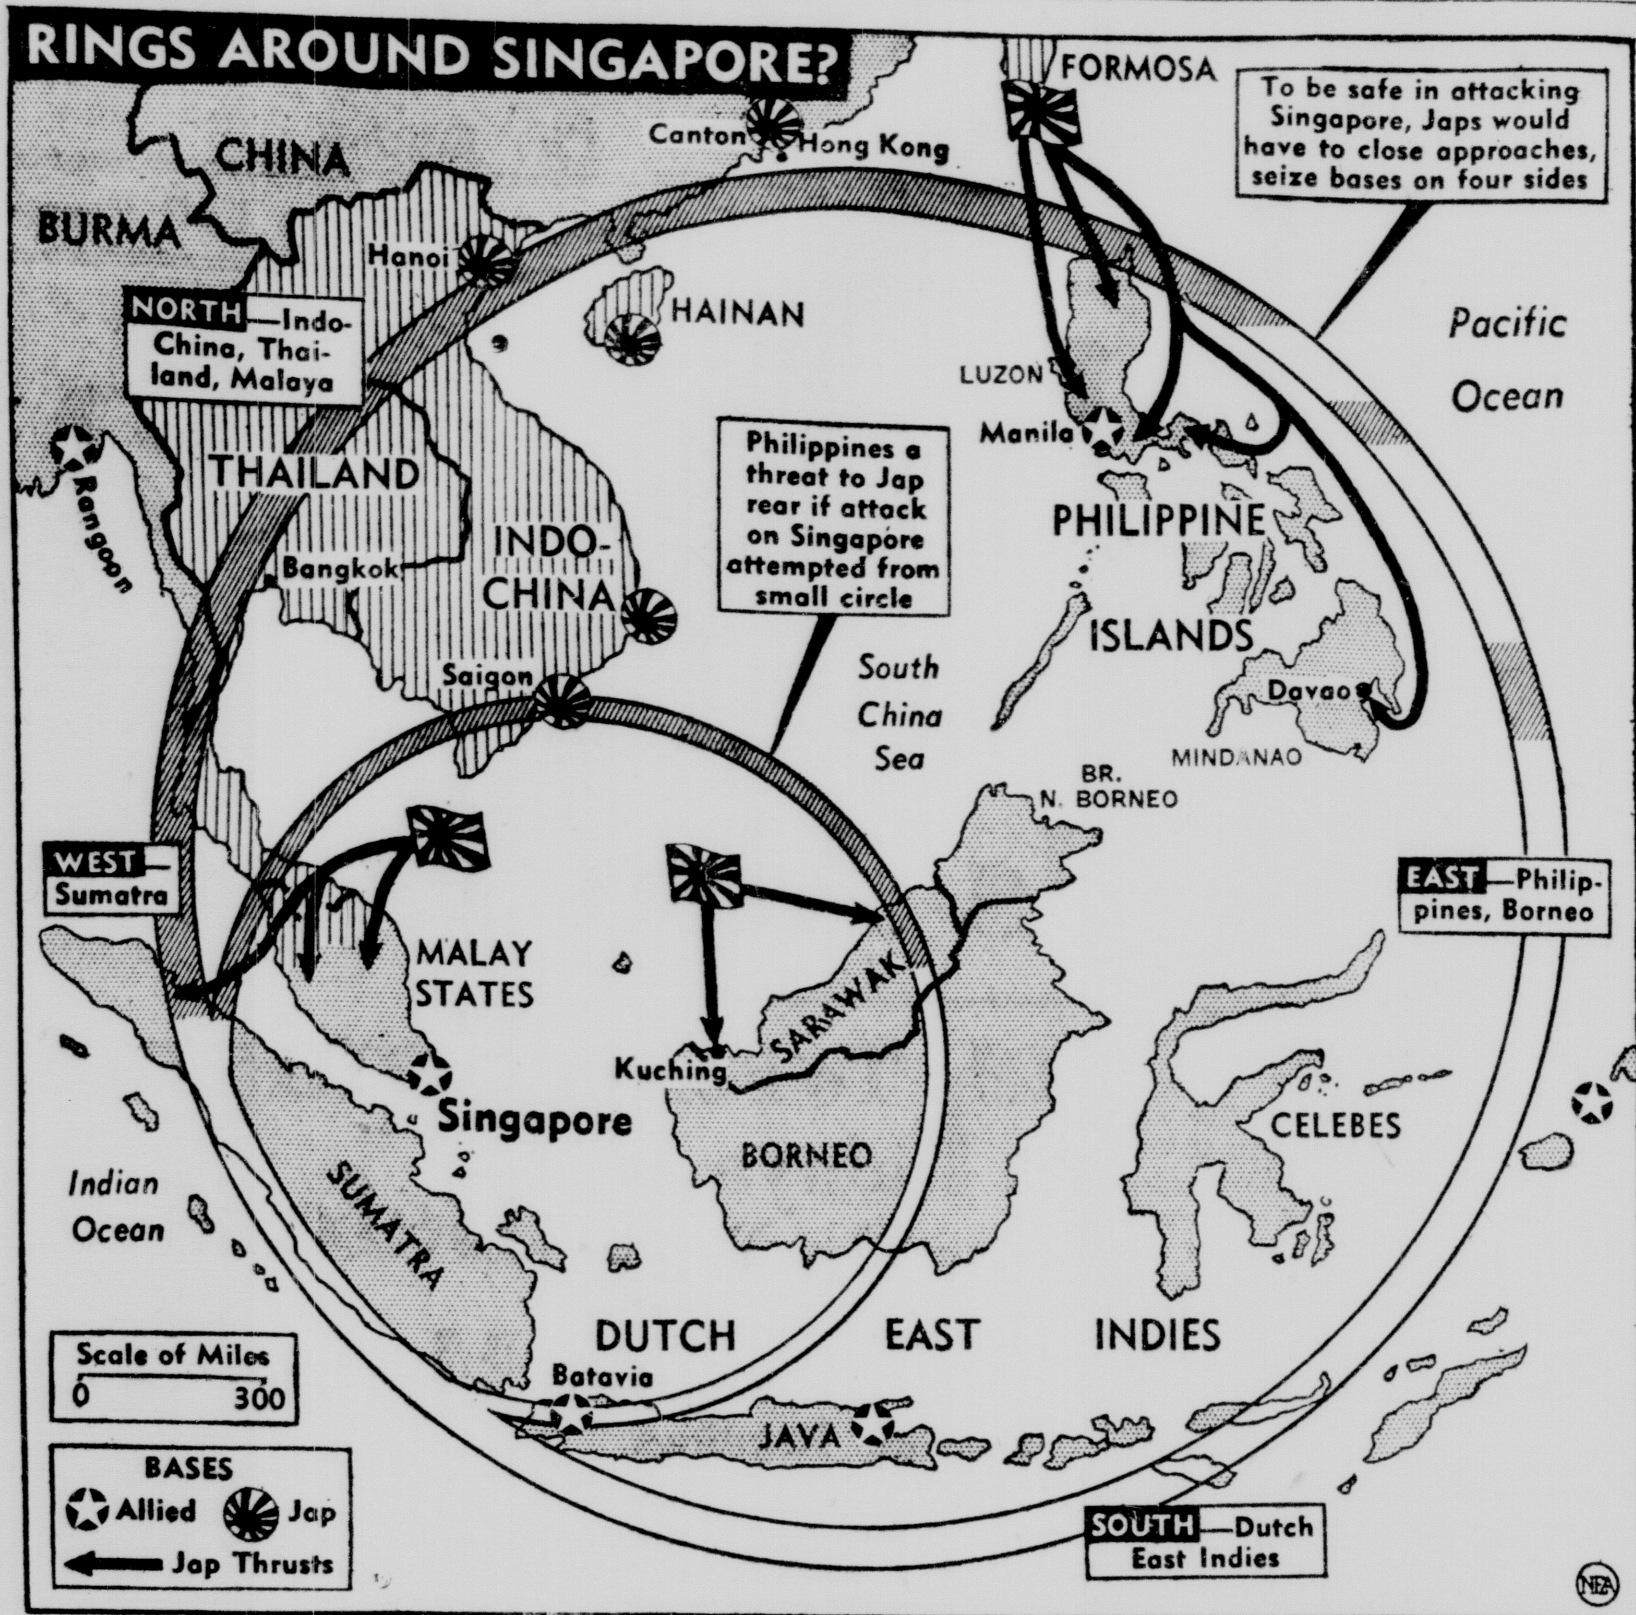 RINGS AROUND SINGAPORE?
FORMOSA
To be safe in attacking
Singapore, Japs would
have to close approaches,
seize bases on four sides
Canton
Hong Kong
CHINA
BURMA
Hanoi
HAINAN
NORTH—Indo-
China, Thai-
land, Malaya
Pacific
Ocean
LUZON
Manila
Philippines a
threat to Jap
rear if attack
on Singapore
attempted from
small circle
THAILAND
Rangoon
INDO-
CHINA
Bangkok
PHILIPPINE
ISLANDS
Saigon
South
China
Sea
Davao
MINDANAO
BR.
N. BORNEO
WEST—
Sumatra
EAST—Philip-
pines, Borneo
MALAY
STATES
SARAWAK
Kuching
Singapore
CELEBES
BORNEO
Indian
Ocean
SUMATRA
DUTCH EAST INDIES
Scale of Miles
0 300
Batavia
JAVA
BASES
Allied Jap
Jap Thrusts
SOUTH—Dutch
East Indies
NEA